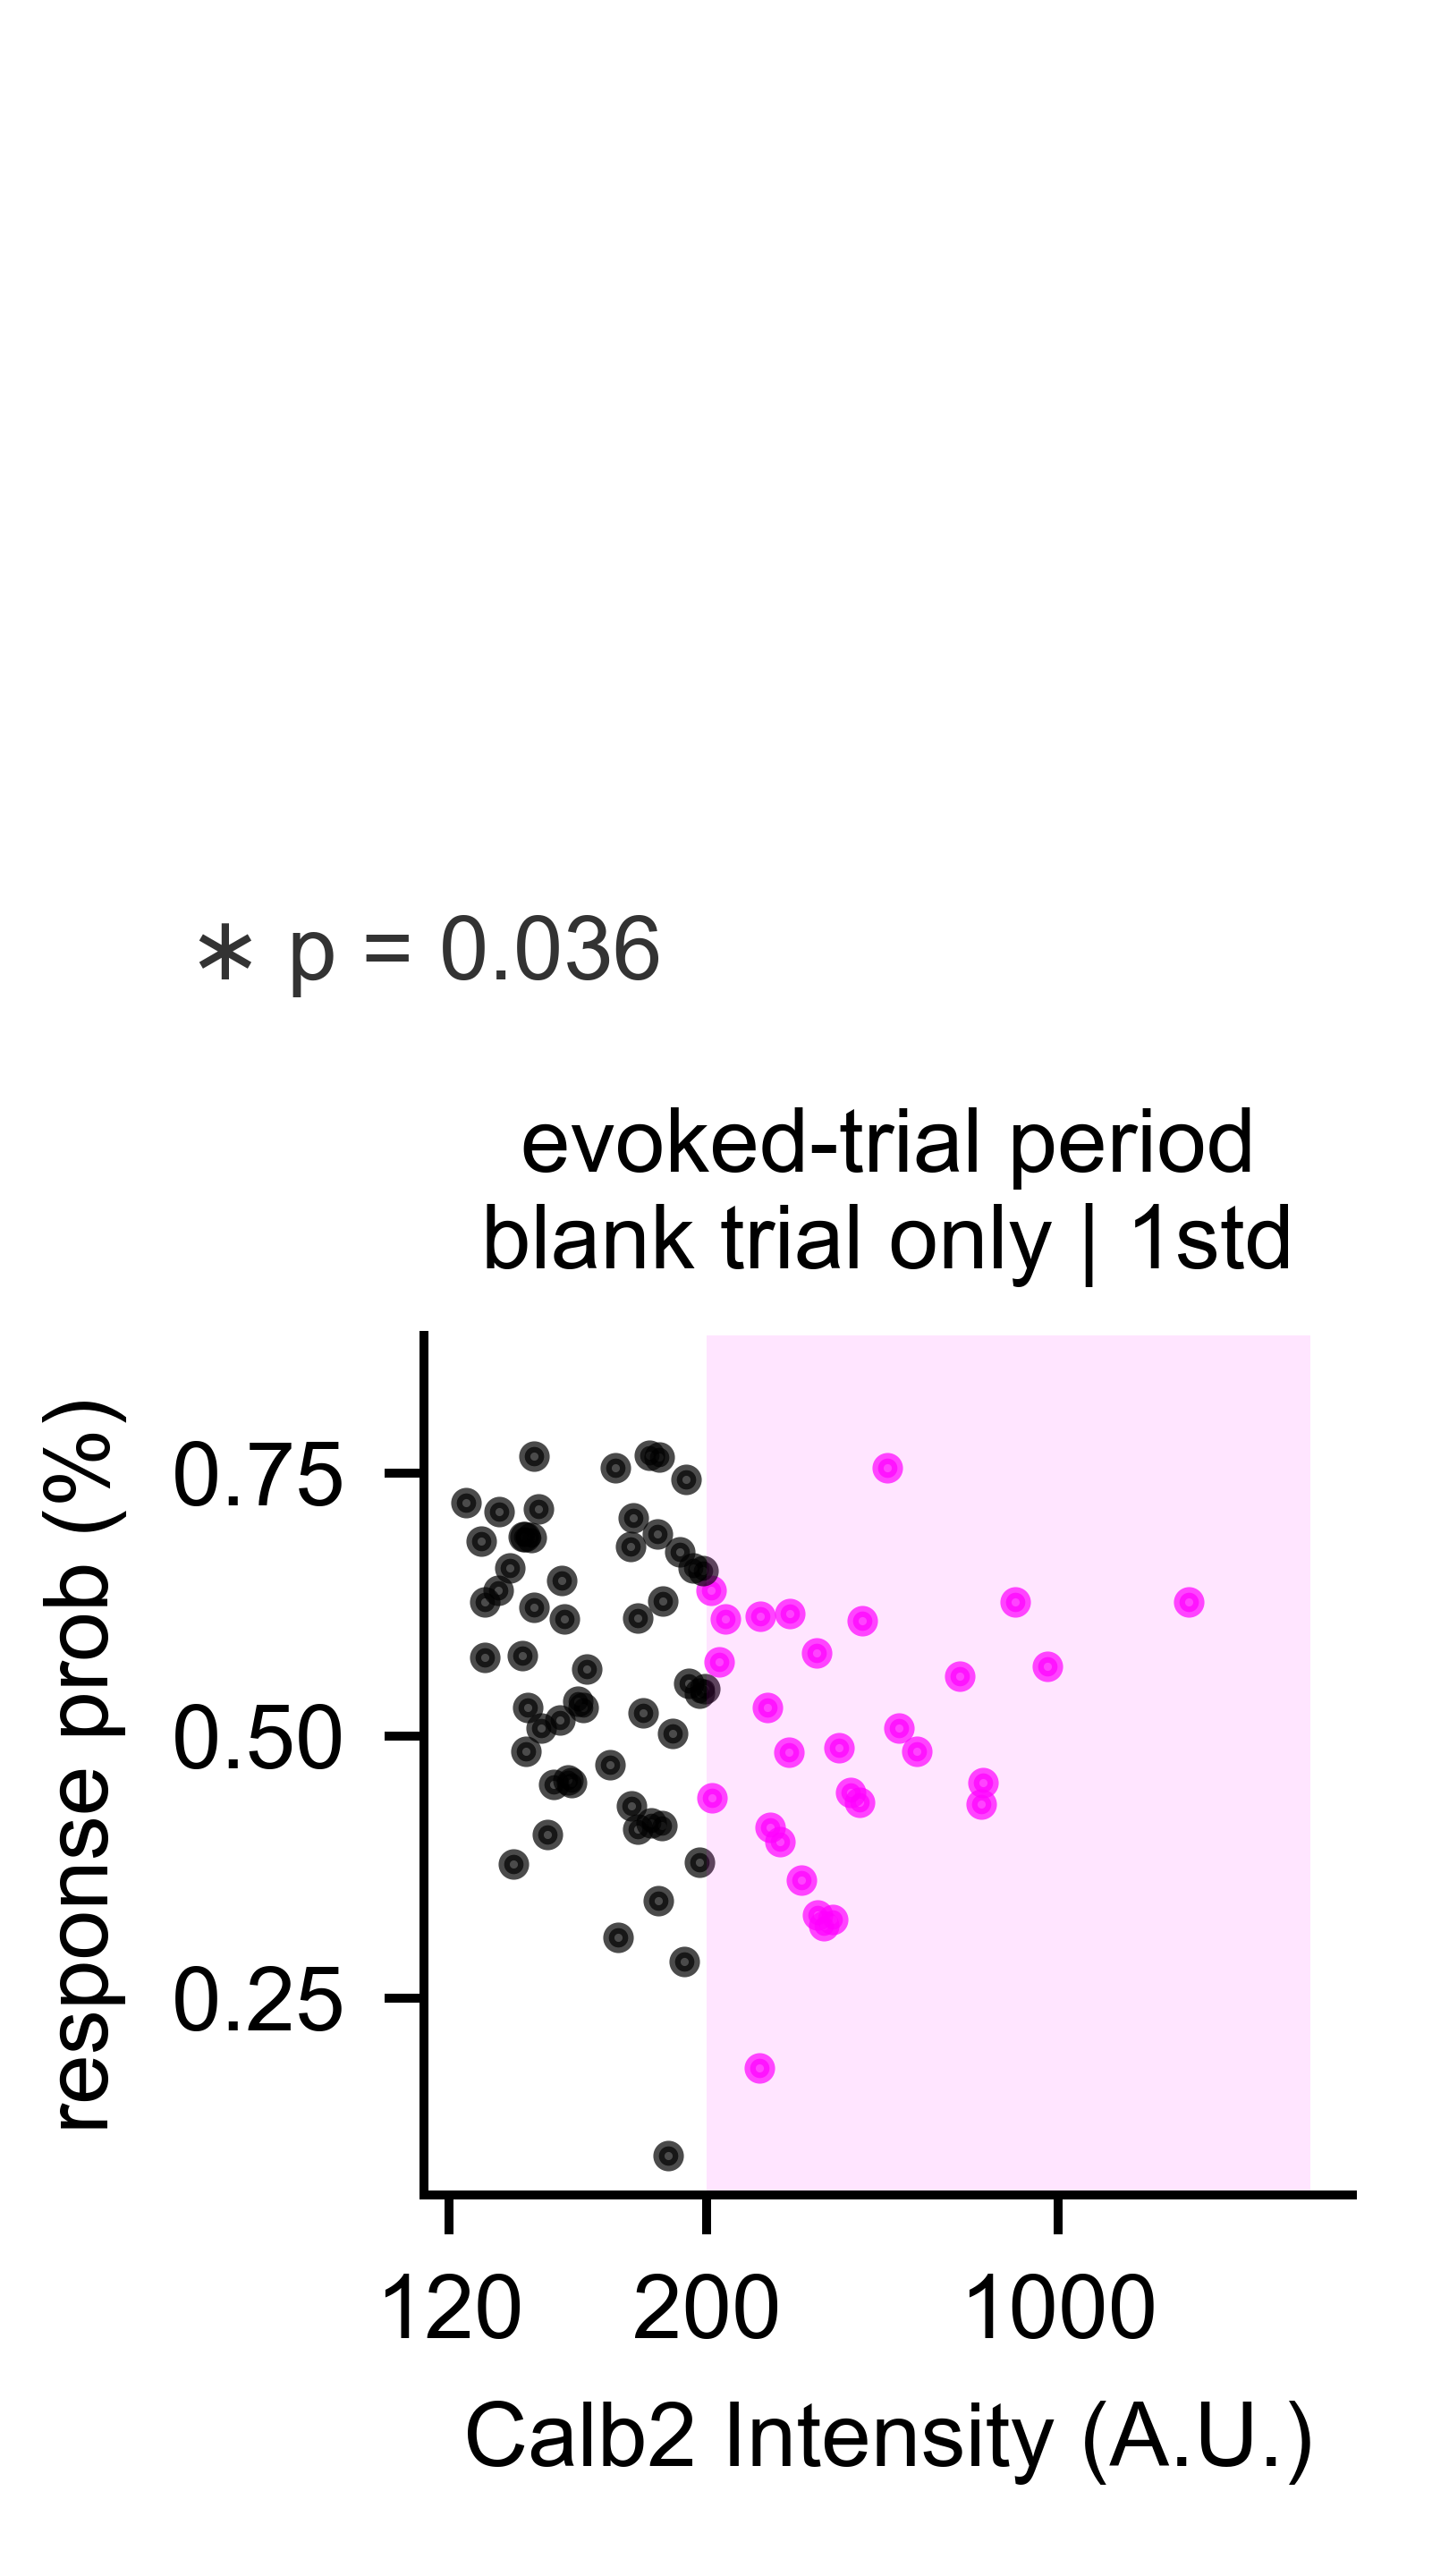 ∗ p = 0.036
evoked-trial period
blank trial only | 1std
response prob (%)
0.75
0.50
0.25
120 200 1000
Calb2 Intensity (A.U.)